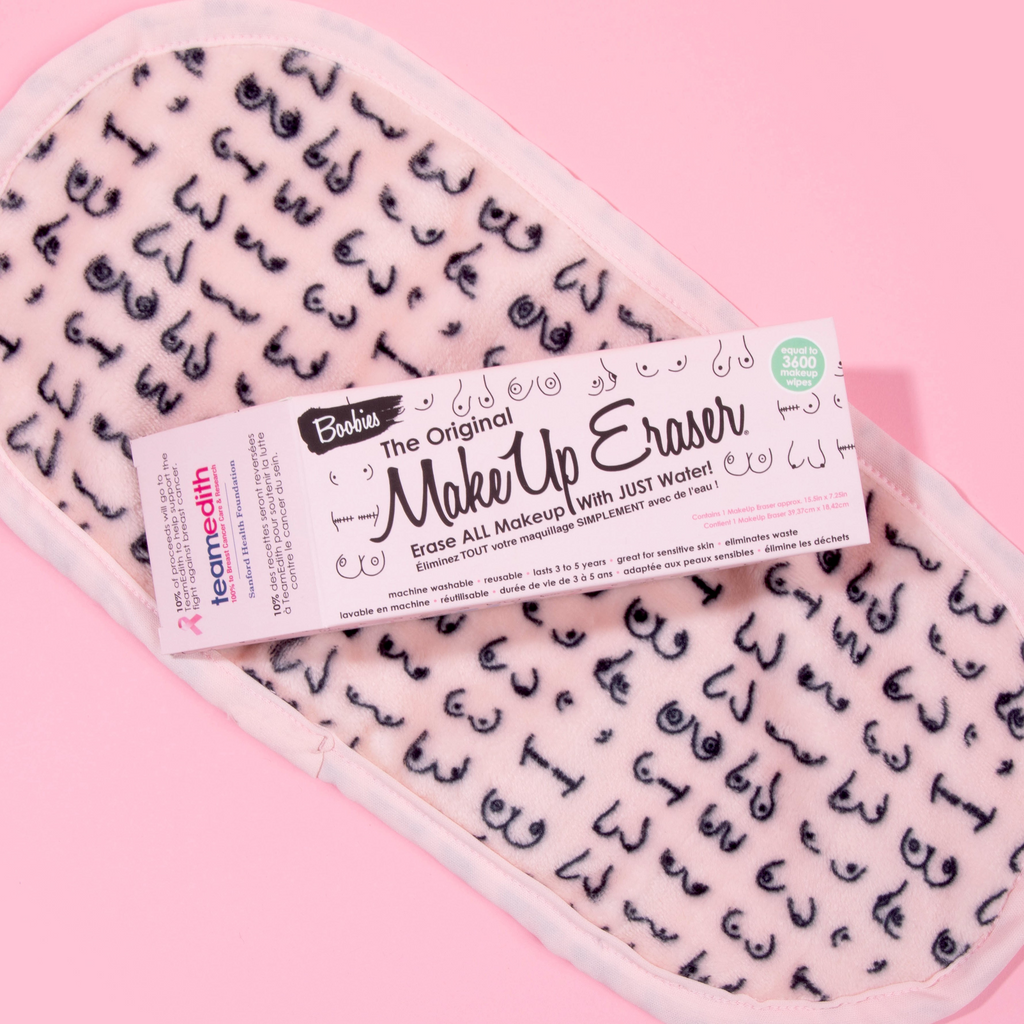 Boobies
The Original
MakeUp Eraser®
Erase ALL Makeup With JUST Water!
Éliminez TOUT votre maquillage SIMPLEMENT avec de l'eau !
equal to
3600
makeup
wipes
Contains 1 MakeUp Eraser approx. 15.5in x 7.25in
Contient 1 MakeUp Eraser 39.37cm x 18.42cm
machine washable • reusable • lasts 3 to 5 years • great for sensitive skin • eliminates waste
lavable en machine • réutilisable • durée de vie de 3 à 5 ans • adaptée aux peaux sensibles • élimine les déchets
10% of proceeds will go to the
TeamEdith to help support the
fight against breast cancer.
teamedith
100% to Breast Cancer Care & Research
Sanford Health Foundation
10% des recettes seront reversées
à TeamEdith pour soutenir la lutte
contre le cancer du sein.